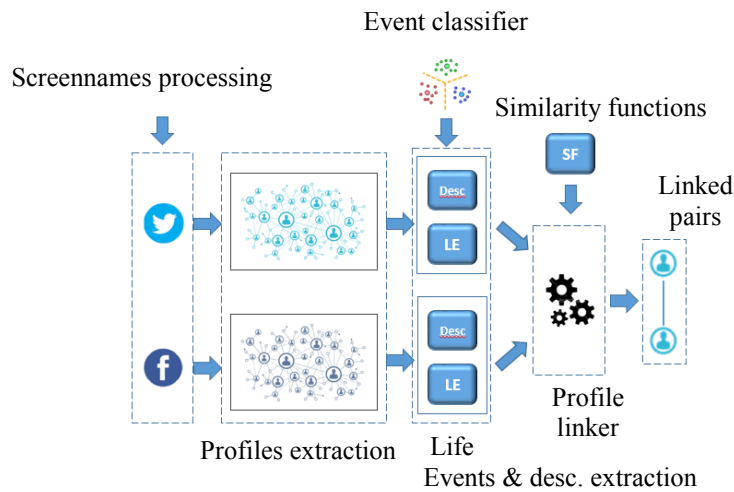 Event classifier
Screennames processing
Similarity functions
SF
Linked
pairs
Desc
LE
f
Desc
LE
Profile
linker
Profiles extraction
Life
Events & desc. extraction